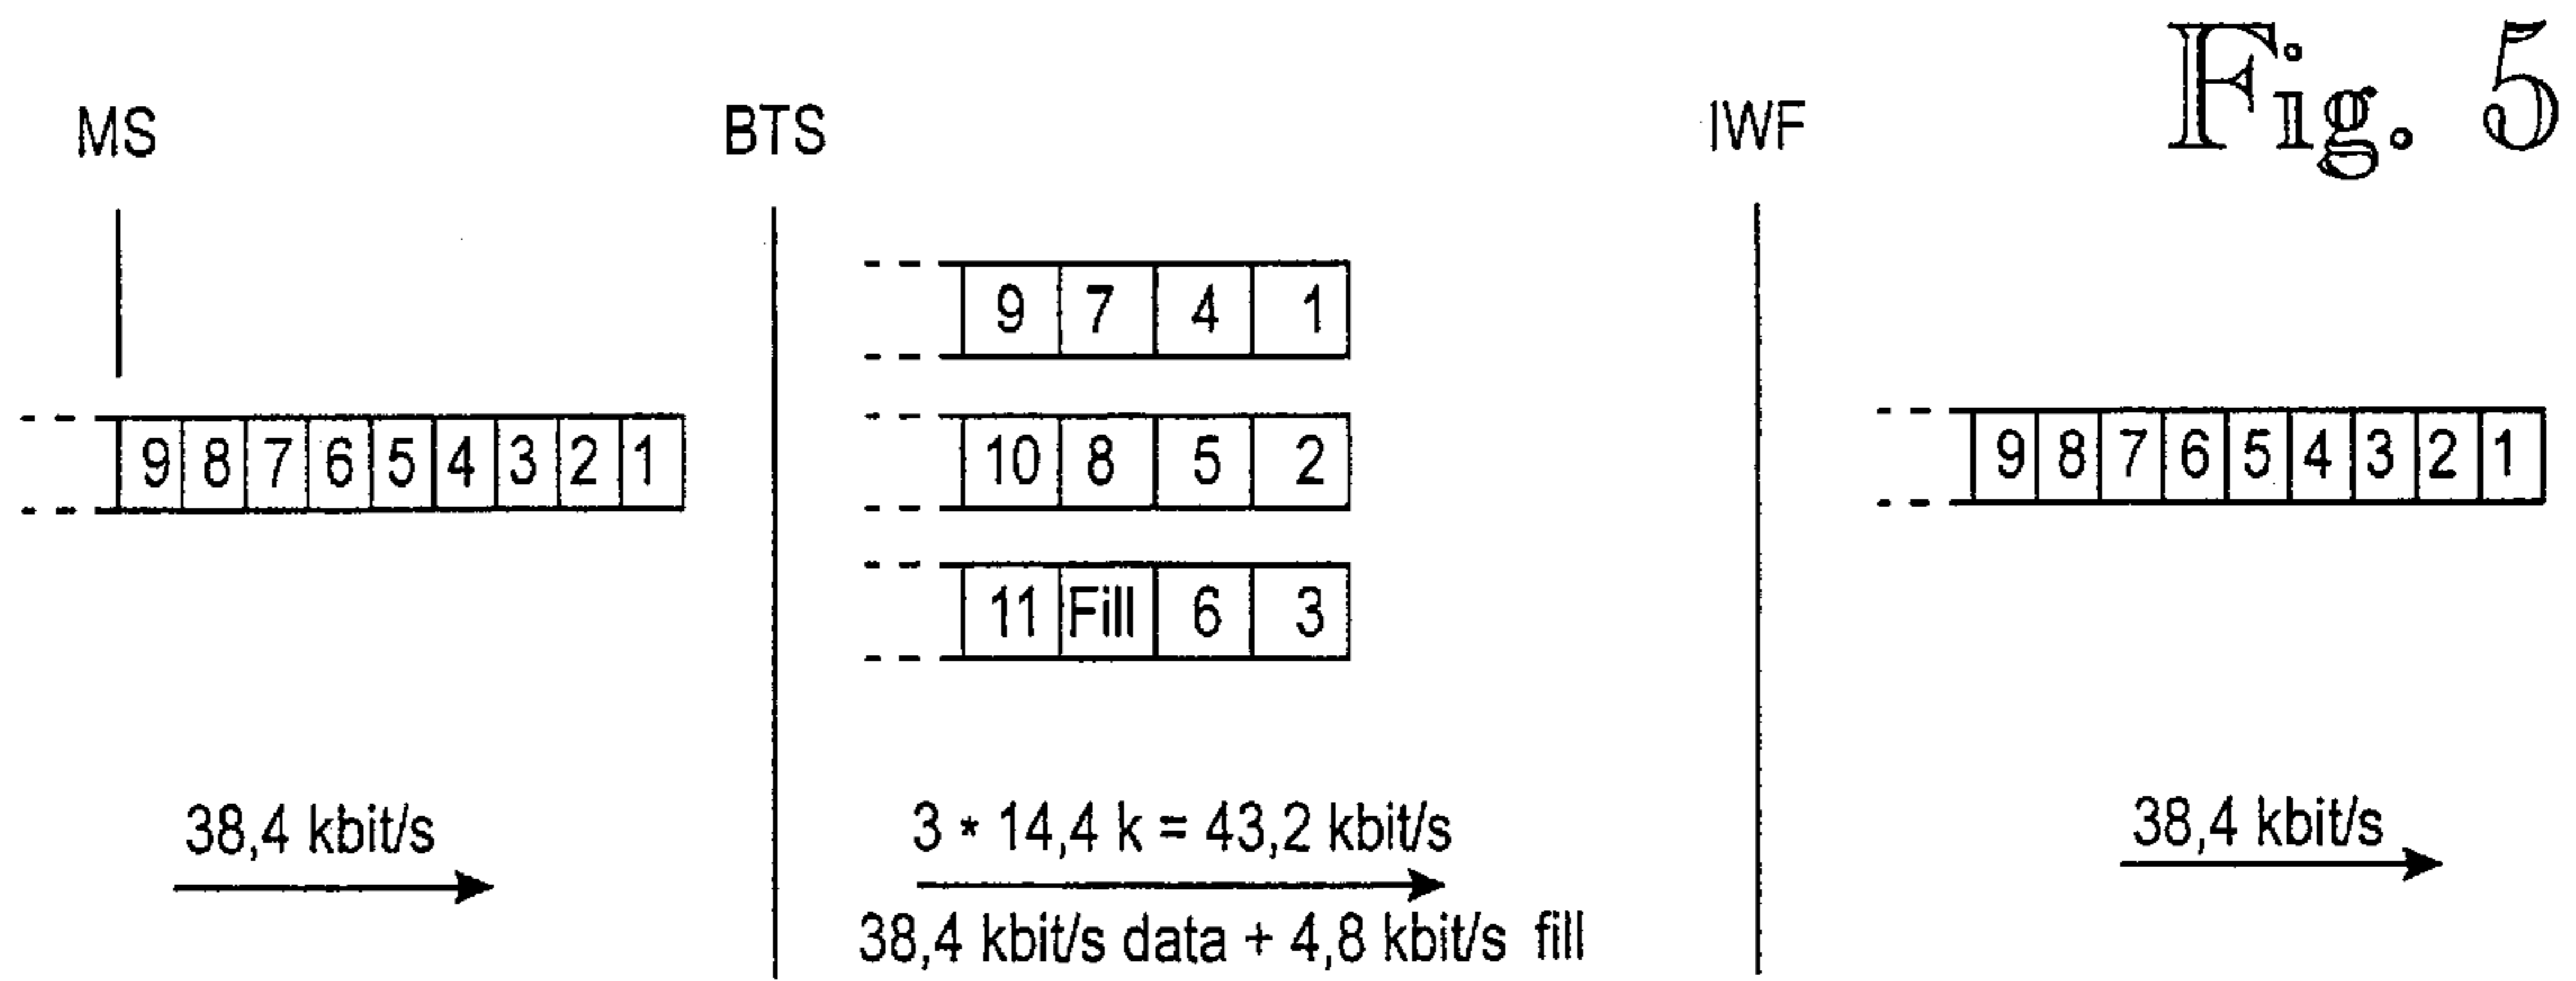 Fig. 5
MS
BTS
IWF
9 7 4 1
9 8 7 6 5 4 3 2 1
10 8 5 2
9 8 7 6 5 4 3 2 1
11 Fill 6 3
38,4 kbit/s
3 * 14,4 k = 43,2 kbit/s
38,4 kbit/s
38,4 kbit/s data + 4,8 kbit/s fill